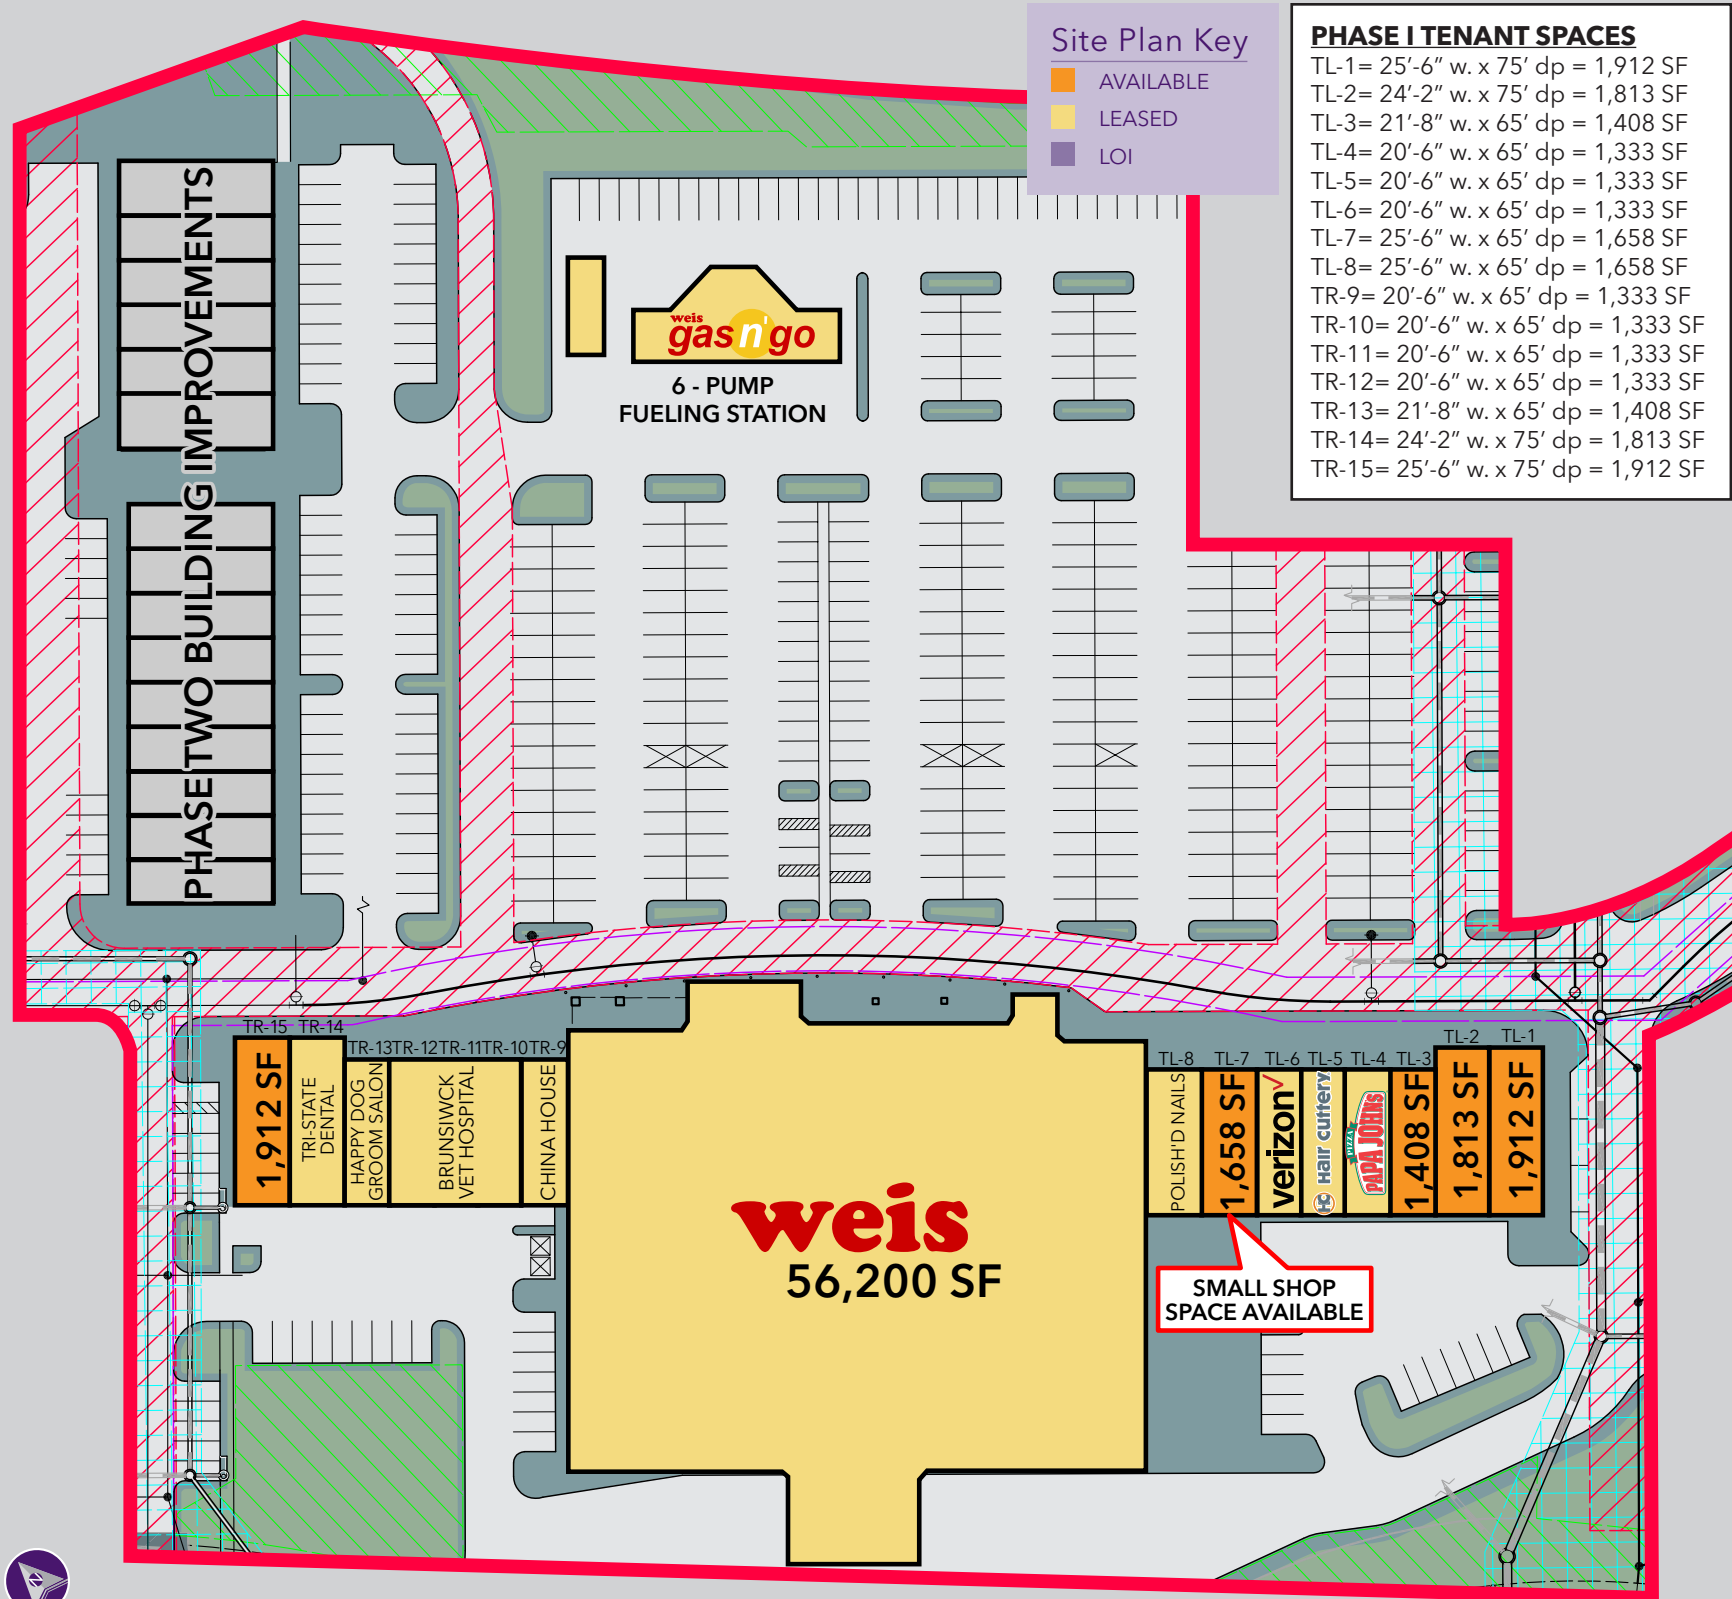 Site Plan Key
AVAILABLE
LEASED
LOI
PHASE I TENANT SPACES
TL-1= 25'-6" w. x 75' dp = 1,912 SF
TL-2= 24'-2" w. x 75' dp = 1,813 SF
TL-3= 21'-8" w. x 65' dp = 1,408 SF
TL-4= 20'-6" w. x 65' dp = 1,333 SF
TL-5= 20'-6" w. x 65' dp = 1,333 SF
TL-6= 20'-6" w. x 65' dp = 1,333 SF
TL-7= 25'-6" w. x 65' dp = 1,658 SF
TL-8= 25'-6" w. x 65' dp = 1,658 SF
TR-9= 20'-6" w. x 65' dp = 1,333 SF
TR-10= 20'-6" w. x 65' dp = 1,333 SF
TR-11= 20'-6" w. x 65' dp = 1,333 SF
TR-12= 20'-6" w. x 65' dp = 1,333 SF
TR-13= 21'-8" w. x 65' dp = 1,408 SF
TR-14= 24'-2" w. x 75' dp = 1,813 SF
TR-15= 25'-6" w. x 75' dp = 1,912 SF
PHASE TWO BUILDING IMPROVEMENTS
weis
gas n' go
6 - PUMP
FUELING STATION
TR-15 TR-14
TR-13 TR-12 TR-11 TR-10 TR-9
1,912 SF
TRI-STATE
DENTAL
HAPPY DOG
GROOM SALON
BRUNSIWCK
VET HOSPITAL
CHINA HOUSE
weis
56,200 SF
TL-8 TL-7 TL-6 TL-5 TL-4 TL-3
TL-2 TL-1
POLISH'D NAILS
1,658 SF
verizon
HC Hair cuttery
PIZZA
PAPA JOHNS
1,408 SF
1,813 SF
1,912 SF
SMALL SHOP
SPACE AVAILABLE
N